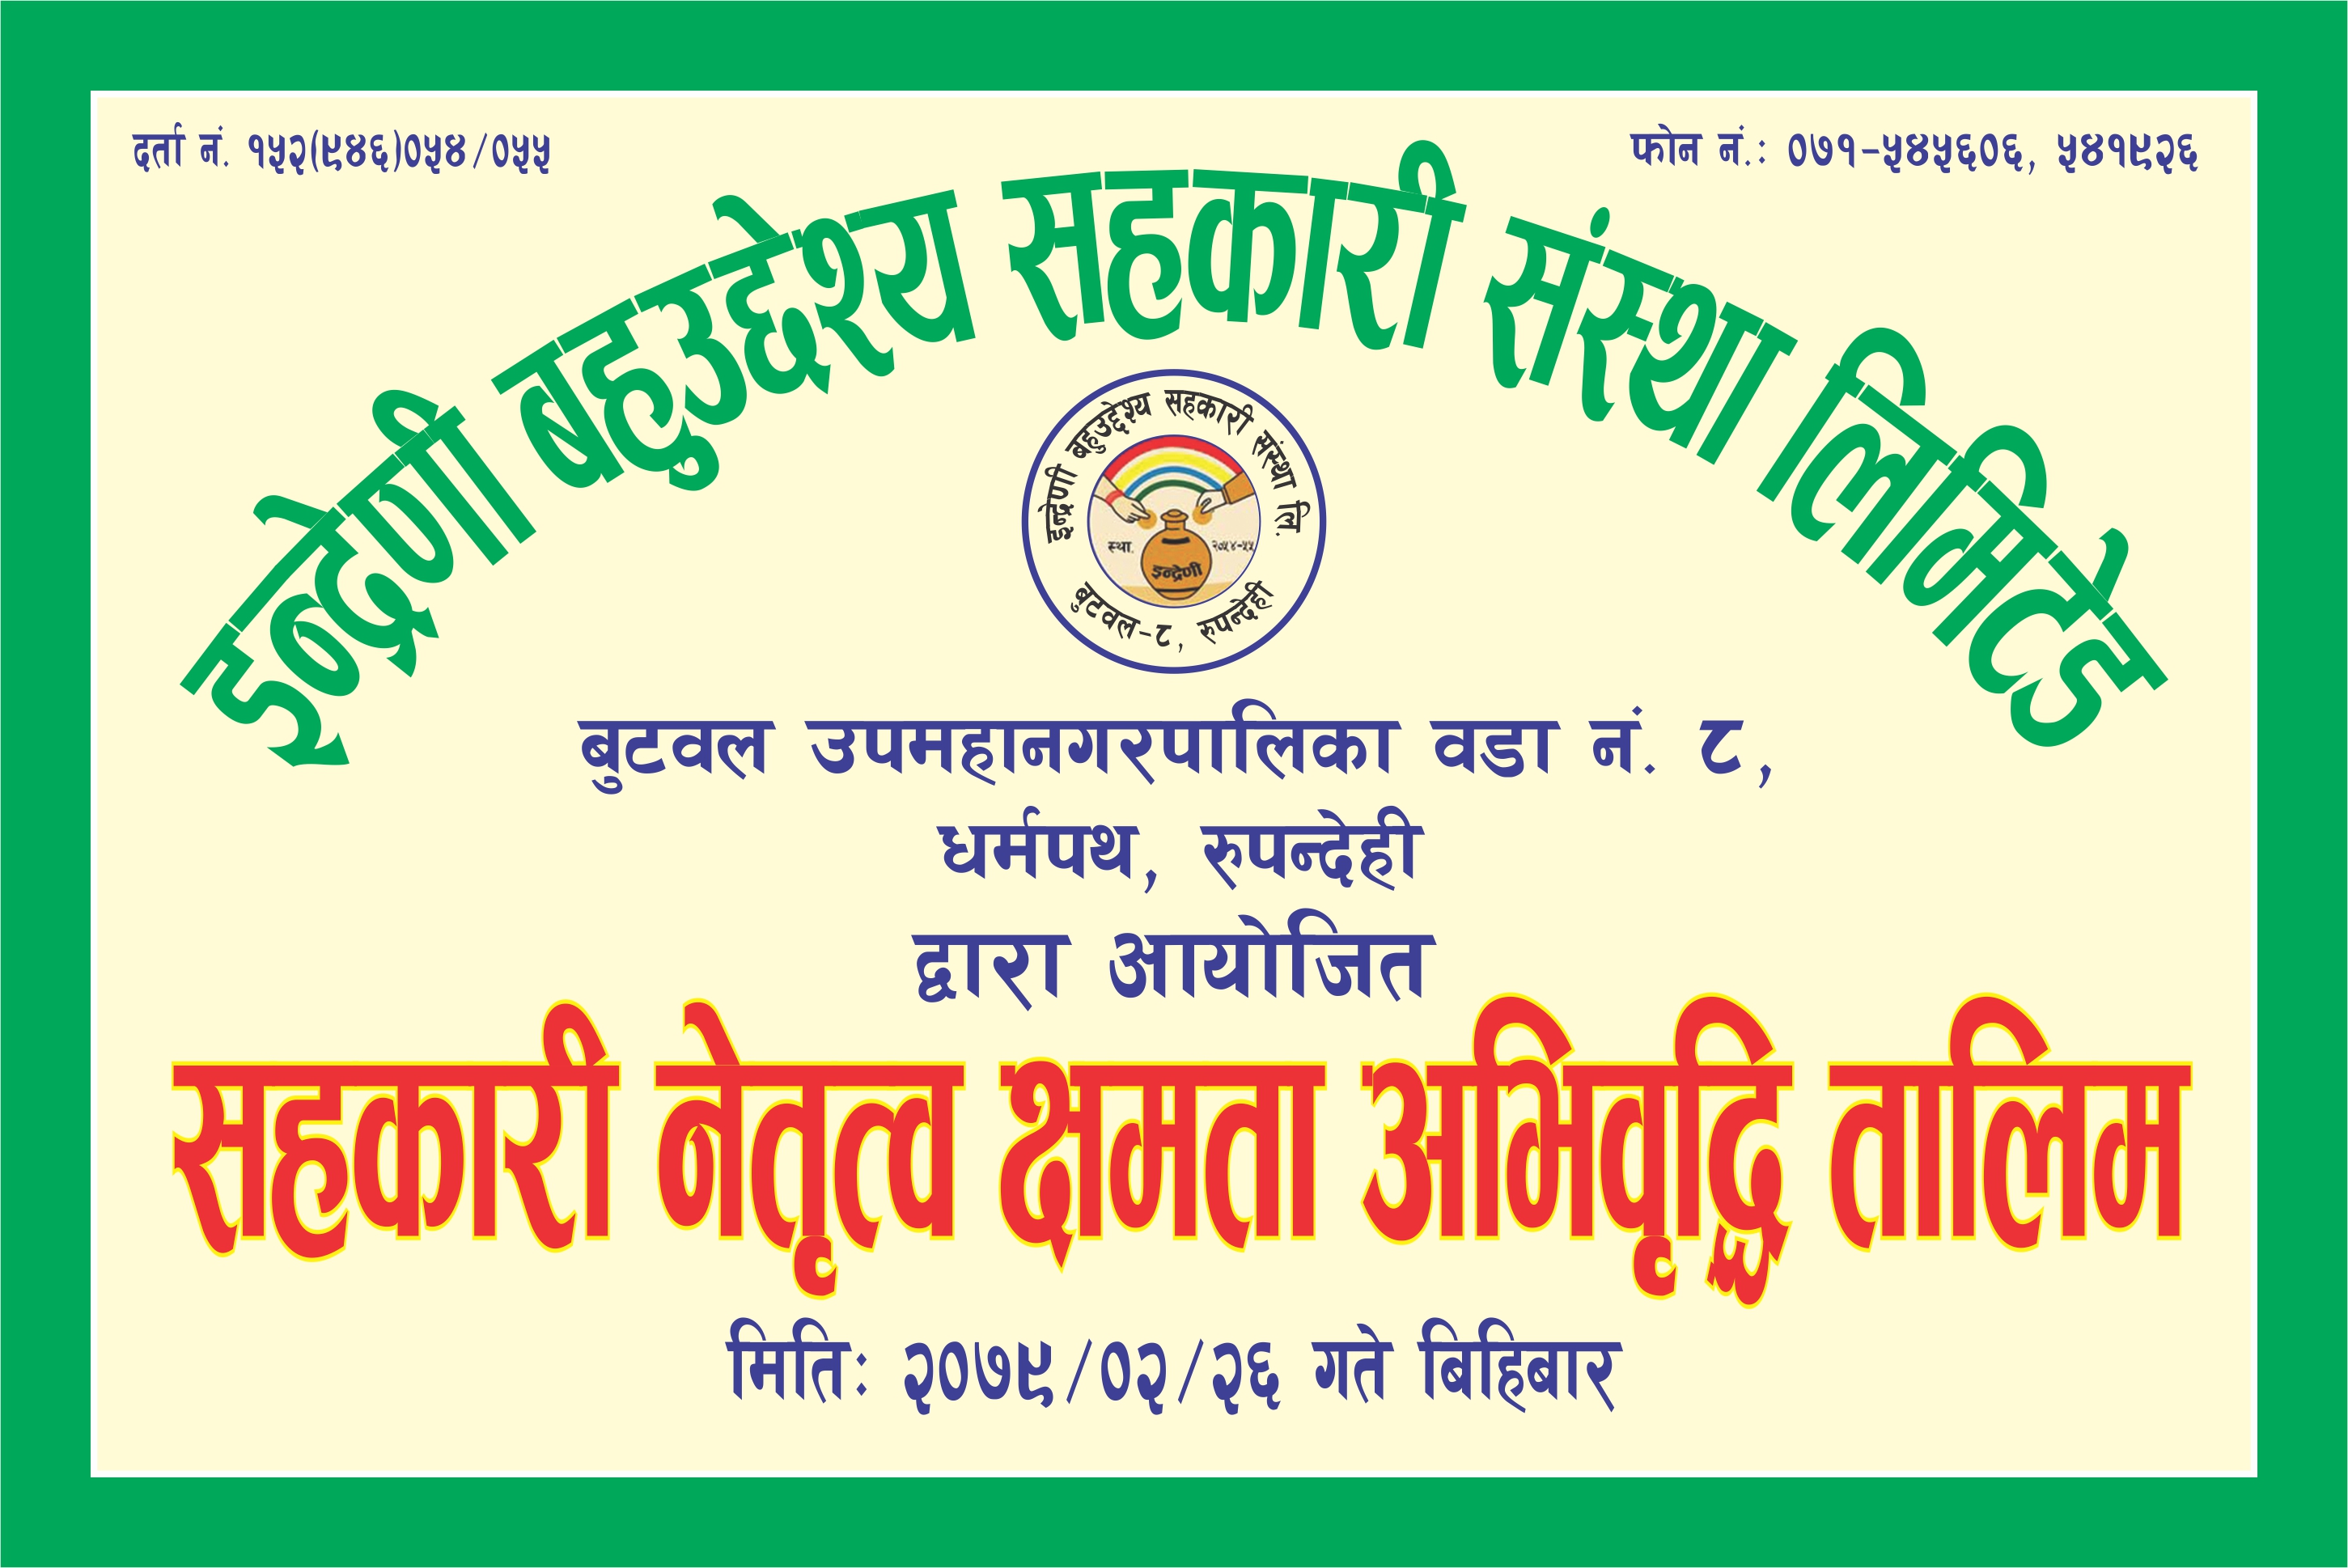 दर्ता नं. १५२(९४६)०५४/०५५
फोन नं.: ०७१-५४५६०६, ५४१९२६
इन्द्रेणी बहुउद्देश्य सहकारी संस्था लिमिटेड
इन्द्रेणी बहुउद्देश्य सहकारी संस्था लि.
स्था. २०५४-५५
इन्द्रेणी
बुटवल-८, रुपन्देही
बुटवल उपमहानगरपालिका वडा नं. ८,
धर्मपथ, रुपन्देही
द्वारा आयोजित
सहकारी नेतृत्व क्षमता अभिवृद्धि तालिम
मिति: २०७९/०२/२६ गते बिहिबार